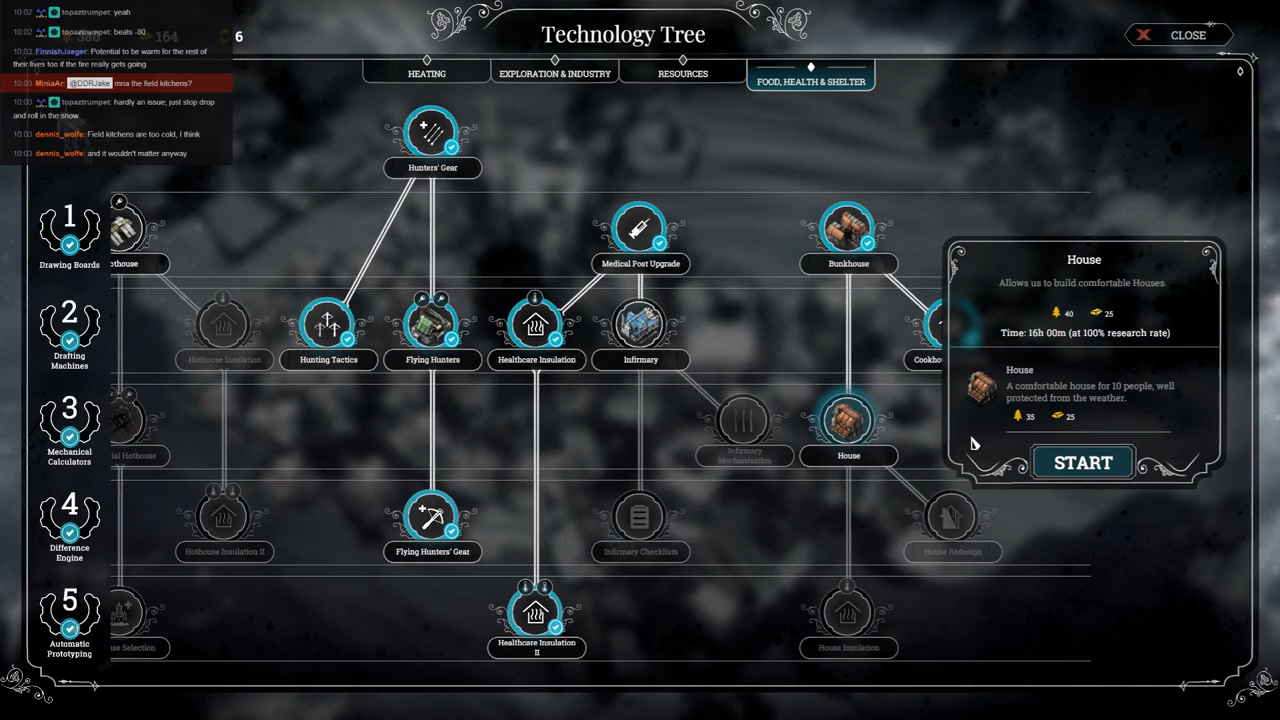 10:02 topaztrumpet: yeah
10:02 topaztrumpet: beats -80
10:03 FinnishJaeger: Potential to be warm for the rest of
their lives too if the fire really gets going
10:03 MiniaAr: @DDRJake mna the field kitchens?
10:03 topaztrumpet: hardly an issue; just stop drop
and roll in the snow
10:03 dennis_wolfe: Field kitchens are too cold, I think
10:03 dennis_wolfe: and it wouldn't matter anyway
164
6
Technology Tree
CLOSE
HEATING
EXPLORATION & INDUSTRY
RESOURCES
FOOD, HEALTH & SHELTER
Hunters' Gear
1
Drawing Boards
othouse
Medical Post Upgrade
Bunkhouse
2
Drafting
Machines
Hothouse Insulation
Hunting Tactics
Flying Hunters
Healthcare Insulation
Infirmary
Cookho
3
Mechanical
Calculators
ial Hothouse
Infirmary
Mechanisation
House
4
Difference
Engine
Hothouse Insulation II
Flying Hunters' Gear
Infirmary Checklists
House Redesign
5
Automatic
Prototyping
se Selection
Healthcare Insulation
II
House Insulation
House
Allows us to build comfortable Houses.
40 25
Time: 16h 00m (at 100% research rate)
House
A comfortable house for 10 people, well
protected from the weather.
35 25
START